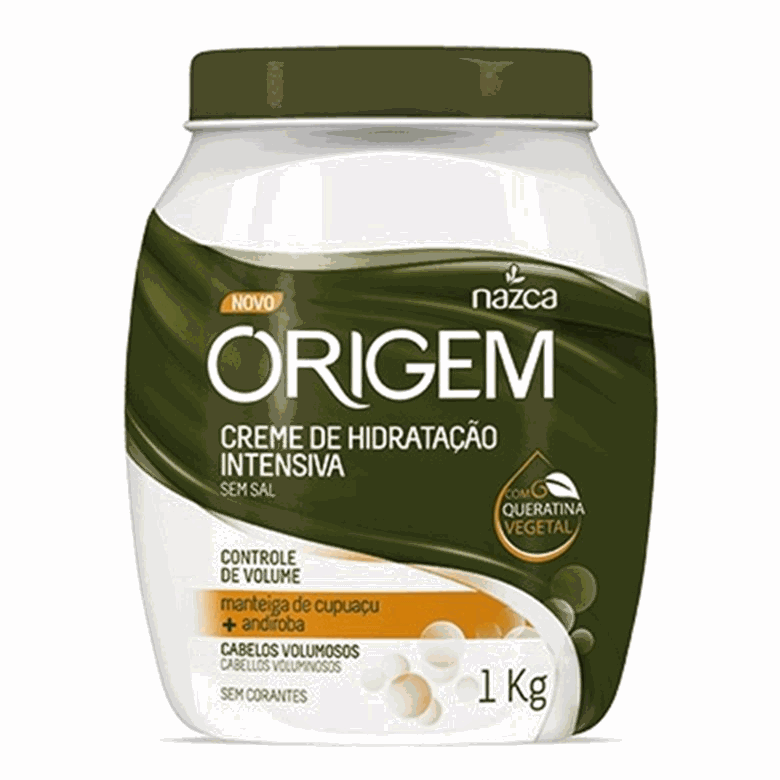 NOVO
nazca
ORIGEM
CREME DE HIDRATAÇÃO
INTENSIVA
SEM SAL
COM
QUERATINA
VEGETAL
CONTROLE
DE VOLUME
manteiga de cupuaçu
+ andiroba
CABELOS VOLUMOSOS
CABELLOS VOLUMINOSOS
SEM CORANTES
1 Kg